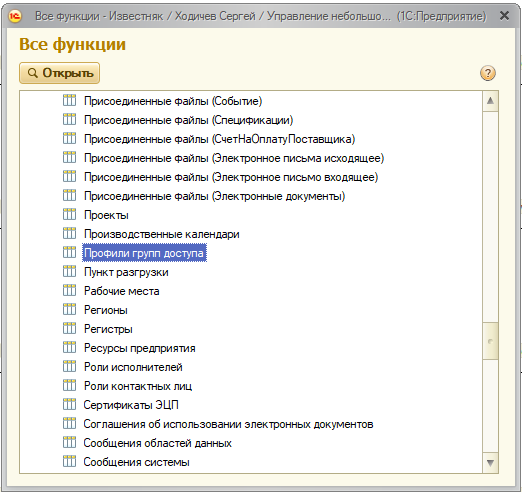 Все функции - Известняк / Ходичев Сергей / Управление небольшо... (1С:Предприятие)
Все функции
Открыть
?
Присоединенные файлы (Событие)
Присоединенные файлы (Спецификации)
Присоединенные файлы (СчетНаОплатуПоставщика)
Присоединенные файлы (Электронное письма исходящее)
Присоединенные файлы (Электронное письмо входящее)
Присоединенные файлы (Электронные документы)
Проекты
Производственные календари
Профили групп доступа
Пункт разгрузки
Рабочие места
Регионы
Регистры
Ресурсы предприятия
Роли исполнителей
Роли контактных лиц
Сертификаты ЭЦП
Соглашения об использовании электронных документов
Сообщения областей данных
Сообщения системы